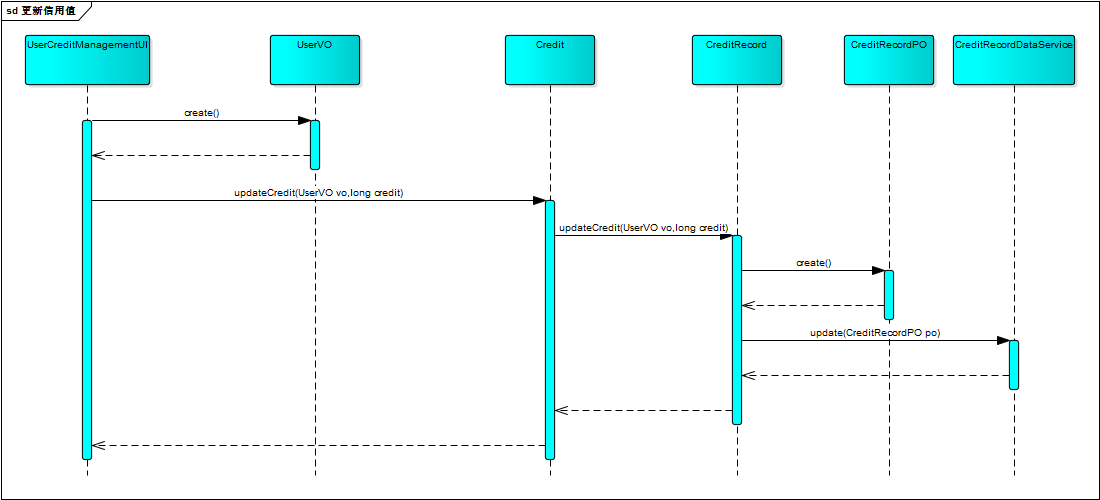 sd 更新信用值
UserCreditManagementUI
UserVO
Credit
CreditRecord
CreditRecordPO
CreditRecordDataService
create()
updateCredit(UserVO vo,long credit)
updateCredit(UserVO vo,long credit)
create()
update(CreditRecordPO po)